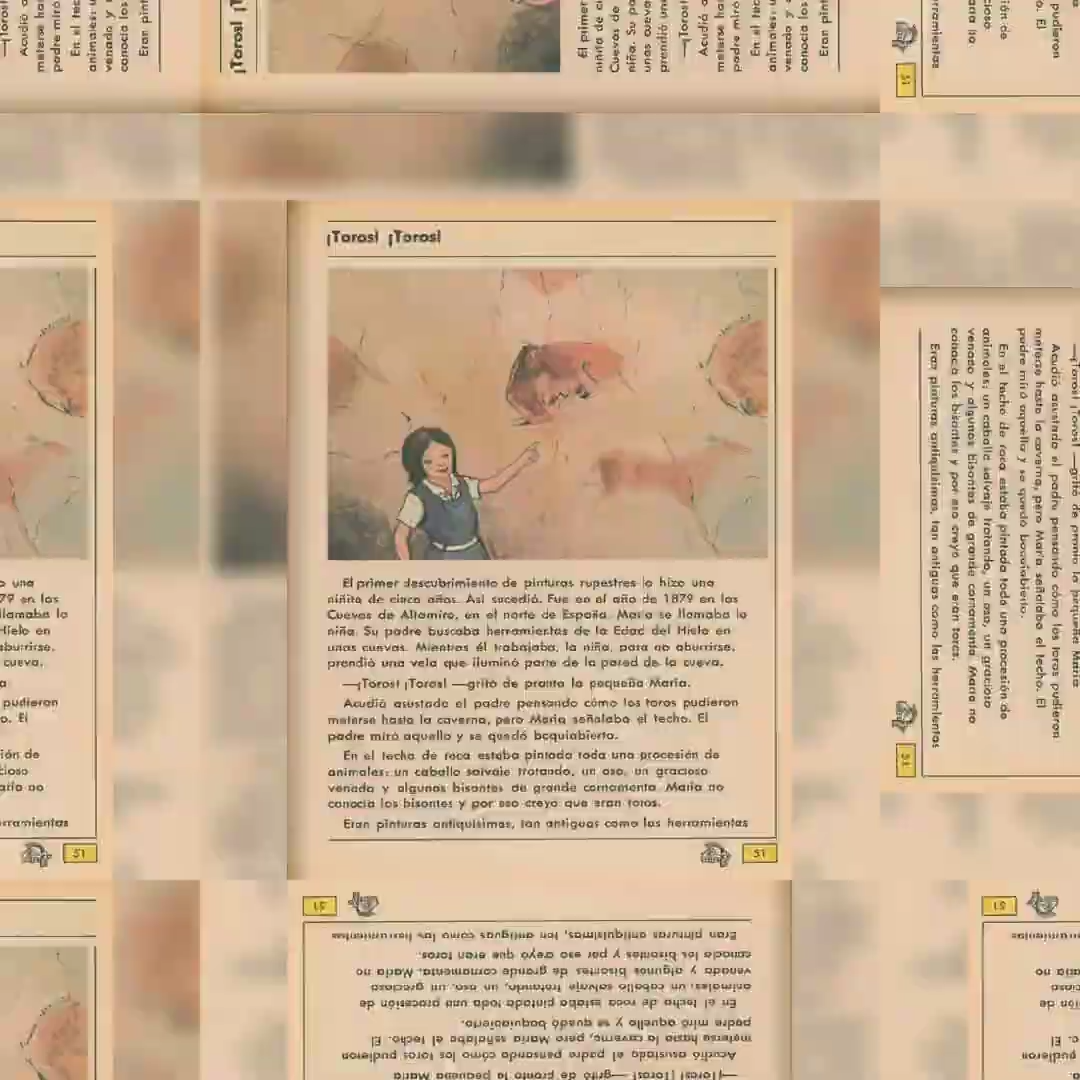 ¡Toros! ¡Toros!
El primer descubrimiento de pinturas rupestres lo hizo una
niñita de cinco años. Así sucedió. Fue en el año de 1879 en las
Cuevas de Altamira, en el norte de España. María se llamaba la
niña. Su padre buscaba herramientas de la Edad del Hielo en
unas cuevas. Mientras él trabajaba, la niña, para no aburrirse,
prendió una vela que iluminó parte de la pared de la cueva.
—¡Toros! ¡Toros! —gritó de pronto la pequeña María.
Acudió asustado el padre pensando cómo los toros pudieron
meterse hasta la caverna, pero María señalaba el techo. El
padre miró aquello y se quedó boquiabierto.
En el techo de roca estaba pintada toda una procesión de
animales: un caballo salvaje trotando, un oso, un gracioso
venado y algunos bisontes de grande cornamenta. María no
conocía los bisontes y por eso creyó que eran toros.
Eran pinturas antiquísimas, tan antiguas como las herramientas
51